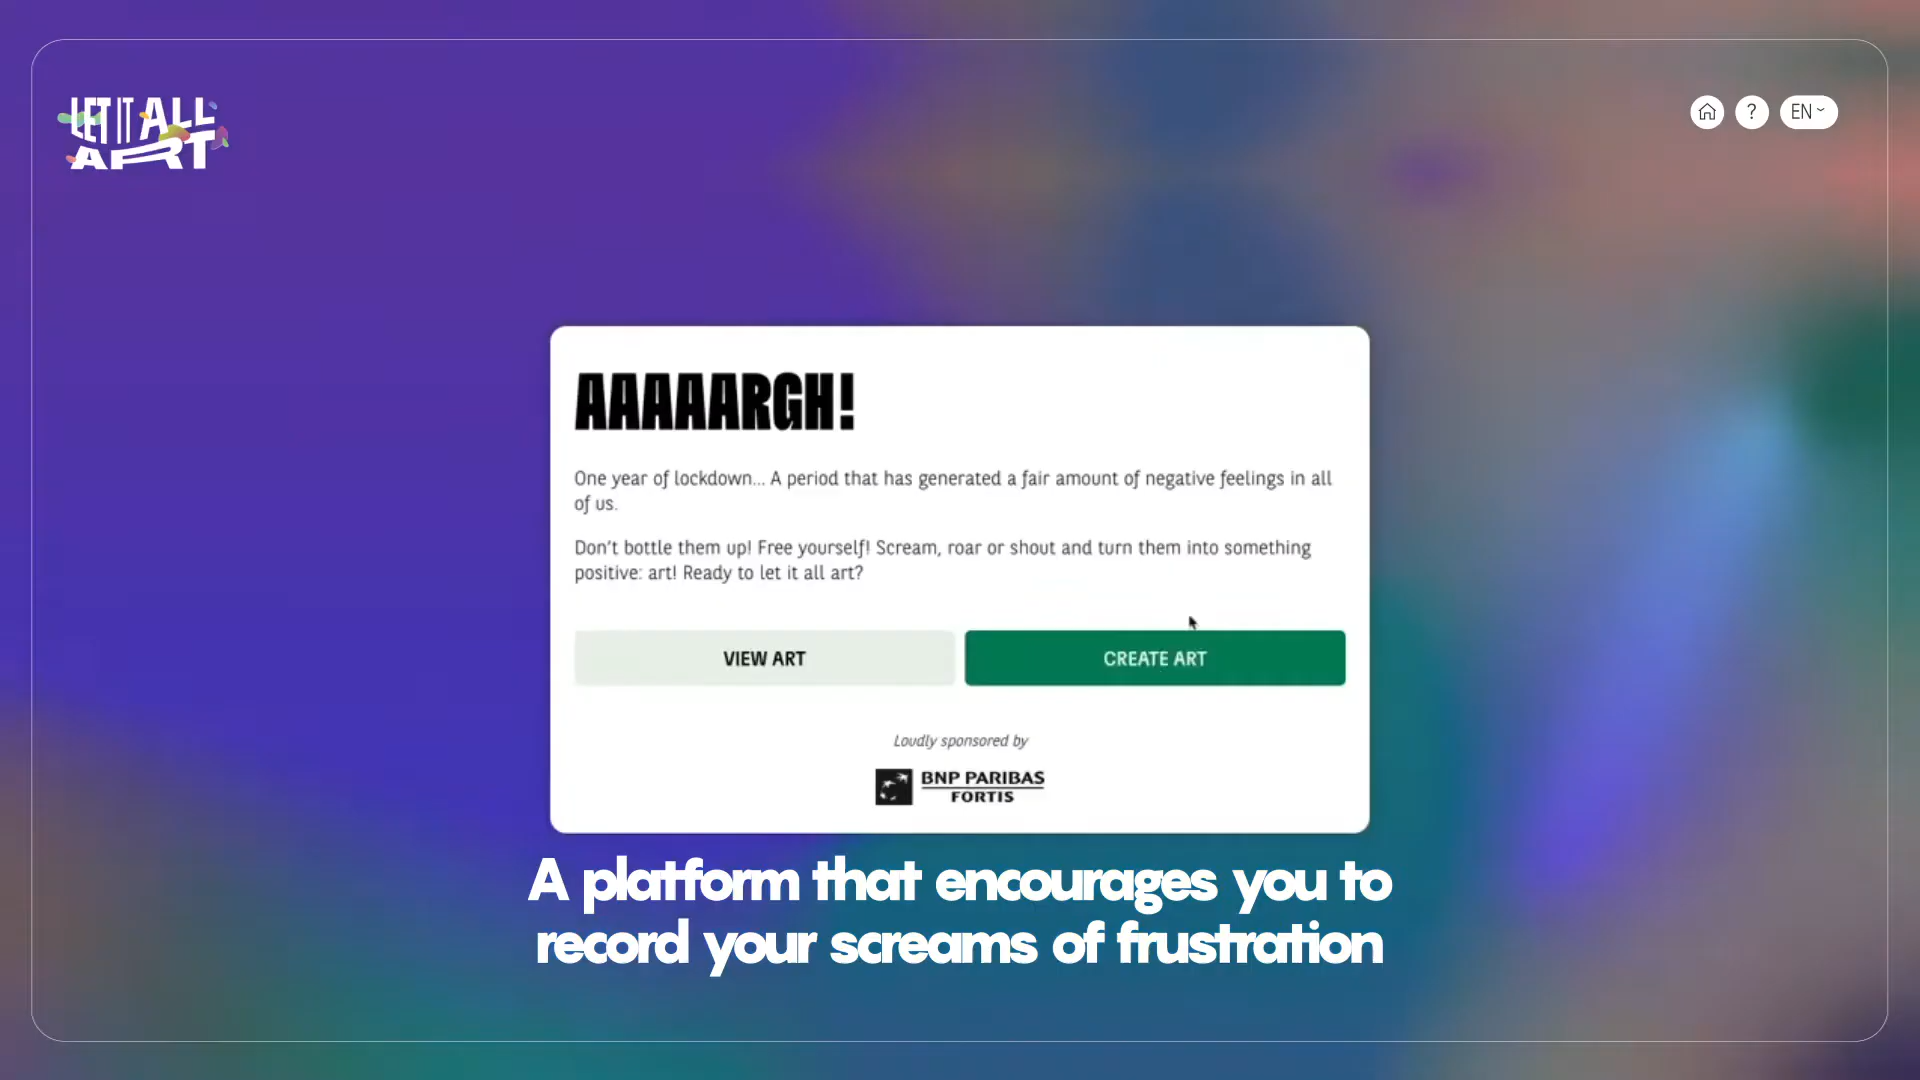 LET IT ALL
ART
?
EN
AAAAARGH!
One year of lockdown... A period that has generated a fair amount of negative feelings in all
of us.
Don't bottle them up! Free yourself! Scream, roar or shout and turn them into something
positive: art! Ready to let it all art?
VIEW ART
CREATE ART
Loudly sponsored by
BNP PARIBAS
FORTIS
A platform that encourages you to
record your screams of frustration